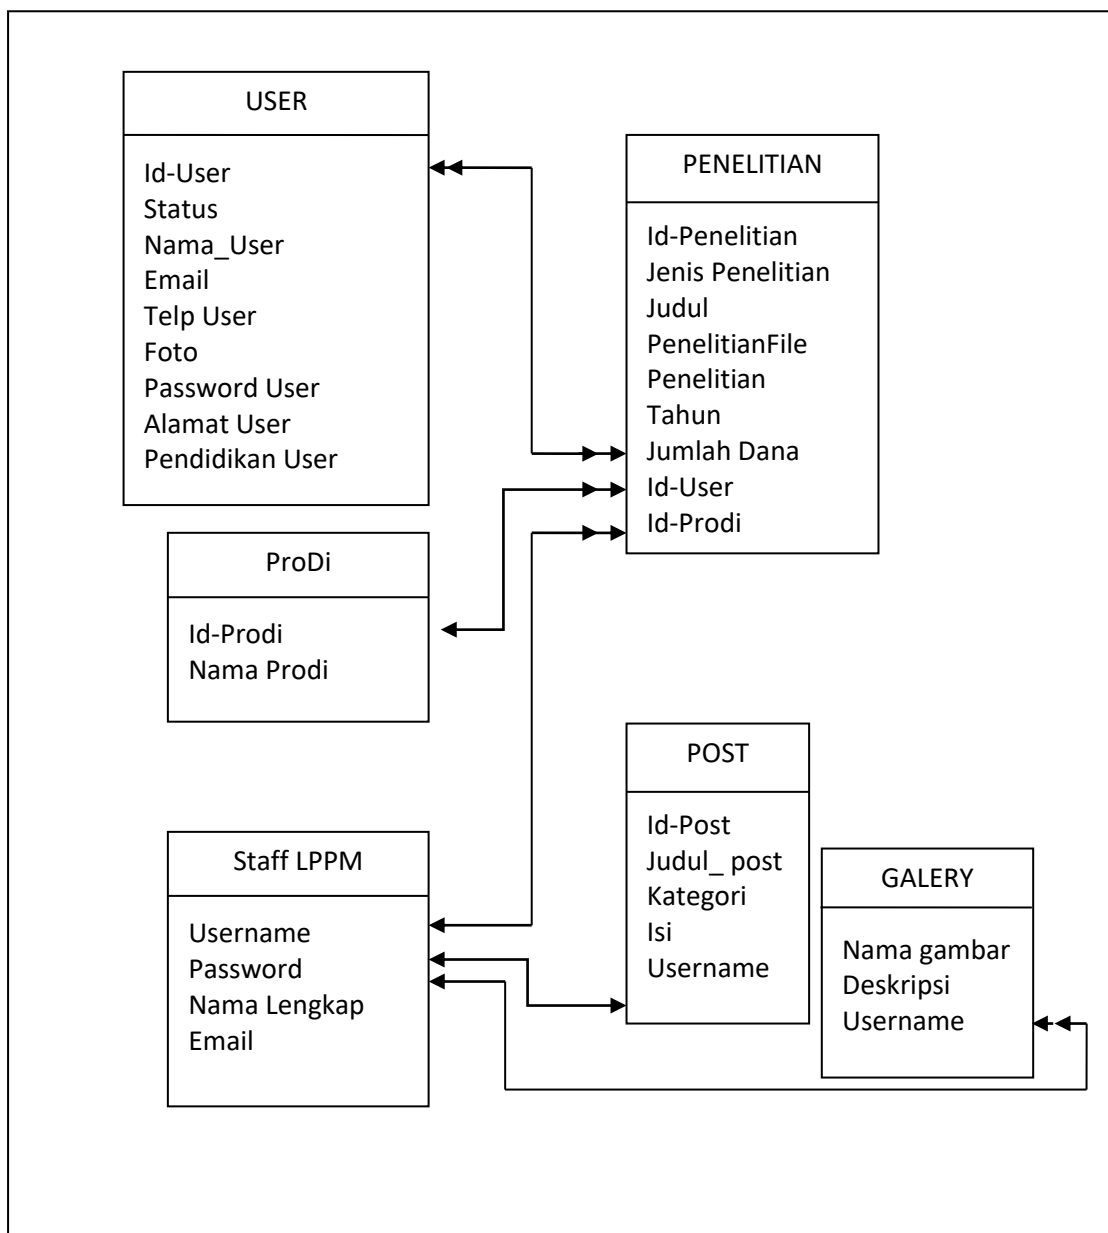 USER
Id-User
Status
Nama_User
Email
Telp User
Foto
Password User
Alamat User
Pendidikan User
PENELITIAN
Id-Penelitian
Jenis Penelitian
Judul
PenelitianFile
Penelitian
Tahun
Jumlah Dana
Id-User
Id-Prodi
ProDi
Id-Prodi
Nama Prodi
Staff LPPM
Username
Password
Nama Lengkap
Email
POST
Id-Post
Judul_ post
Kategori
Isi
Username
GALERY
Nama gambar
Deskripsi
Username